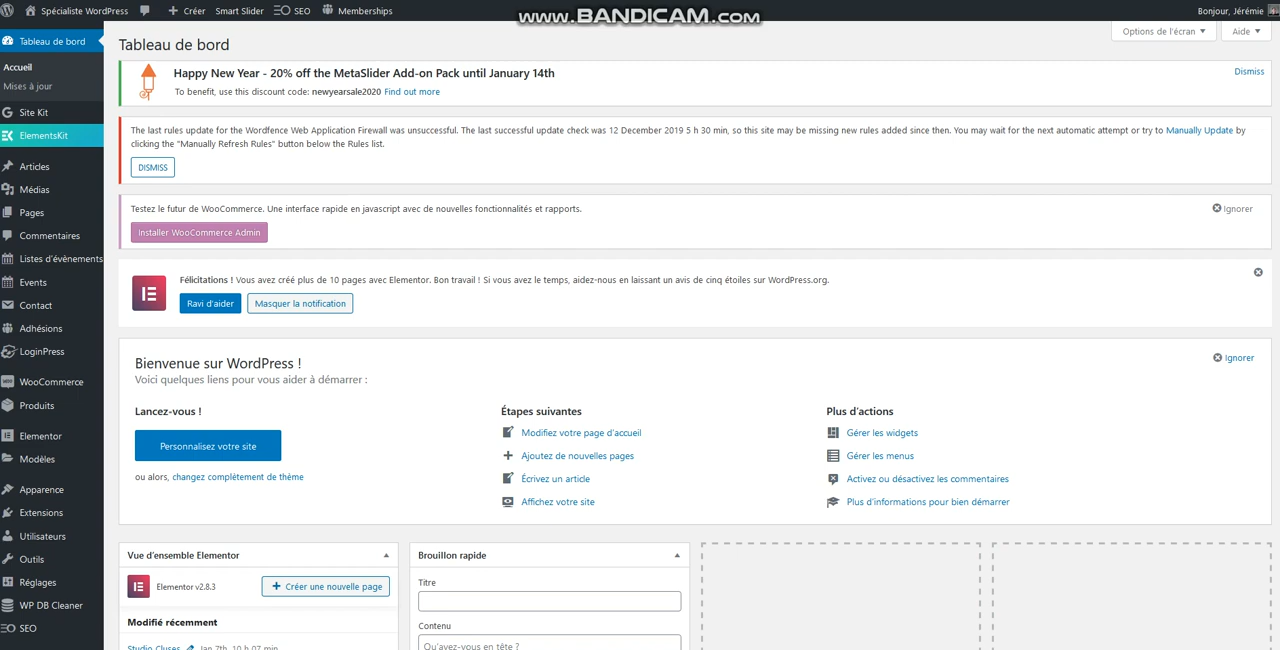 www.BANDICAM.com
Spécialiste WordPress
Créer
Smart Slider
SEO
Memberships
Bonjour, Jérémie
Tableau de bord
Accueil
Mises à jour
Site Kit
ElementsKit
Articles
Médias
Pages
Commentaires
Listes d'évènements
Events
Contact
Adhésions
LoginPress
WooCommerce
Produits
Elementor
Modèles
Apparence
Extensions
Utilisateurs
Outils
Réglages
WP DB Cleaner
SEO
Tableau de bord
Options de l'écran ▼
Aide ▼
Happy New Year - 20% off the MetaSlider Add-on Pack until January 14th
Dismiss
To benefit, use this discount code: newyearsale2020 Find out more
The last rules update for the Wordfence Web Application Firewall was unsuccessful. The last successful update check was 12 December 2019 5 h 30 min, so this site may be missing new rules added since then. You may wait for the next automatic attempt or try to Manually Update by
clicking the "Manually Refresh Rules" button below the Rules list.
DISMISS
Testez le futur de WooCommerce. Une interface rapide en javascript avec de nouvelles fonctionnalités et rapports.
Ignorer
Installer WooCommerce Admin
Félicitations ! Vous avez créé plus de 10 pages avec Elementor. Bon travail ! Si vous avez le temps, aidez-nous en laissant un avis de cinq étoiles sur WordPress.org.
Ravi d'aider
Masquer la notification
Bienvenue sur WordPress !
Ignorer
Voici quelques liens pour vous aider à démarrer :
Lancez-vous !
Personnalisez votre site
ou alors, changez complètement de thème
Étapes suivantes
Modifiez votre page d'accueil
Ajoutez de nouvelles pages
Écrivez un article
Affichez votre site
Plus d'actions
Gérer les widgets
Gérer les menus
Activez ou désactivez les commentaires
Plus d'informations pour bien démarrer
Vue d'ensemble Elementor
Elementor v2.8.3
Créer une nouvelle page
Modifié récemment
Studio Cluses Jan 7th, 10 h 07 min
Brouillon rapide
Titre
Contenu
Qu'avez-vous en tête ?